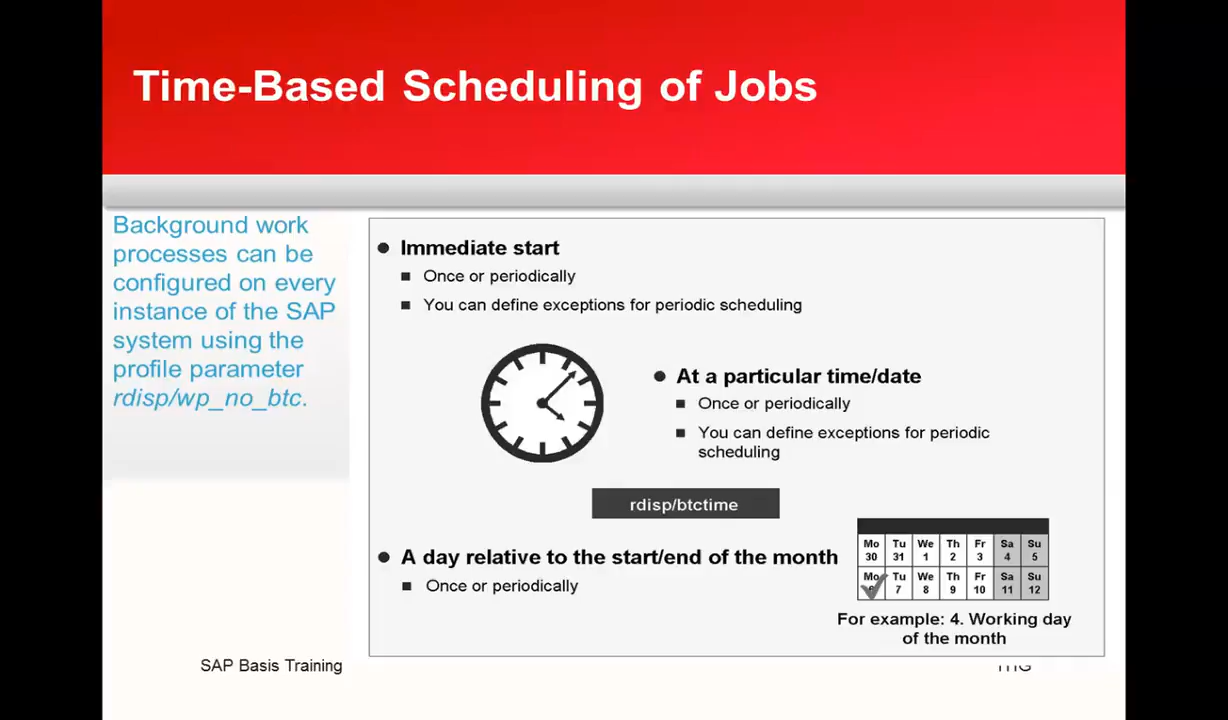 Time-Based Scheduling of Jobs
Background work
processes can be
configured on every
instance of the SAP
system using the
profile parameter
rdisp/wp_no_btc.
Immediate start
Once or periodically
You can define exceptions for periodic scheduling
At a particular time/date
Once or periodically
You can define exceptions for periodic
scheduling
rdisp/btctime
A day relative to the start/end of the month
Once or periodically
Mo Tu We Th Fr Sa Su
30 31 1 2 3 4 5
Mo Tu We Th Fr Sa Su
7 8 9 10 11 12
For example: 4. Working day
of the month
SAP Basis Training